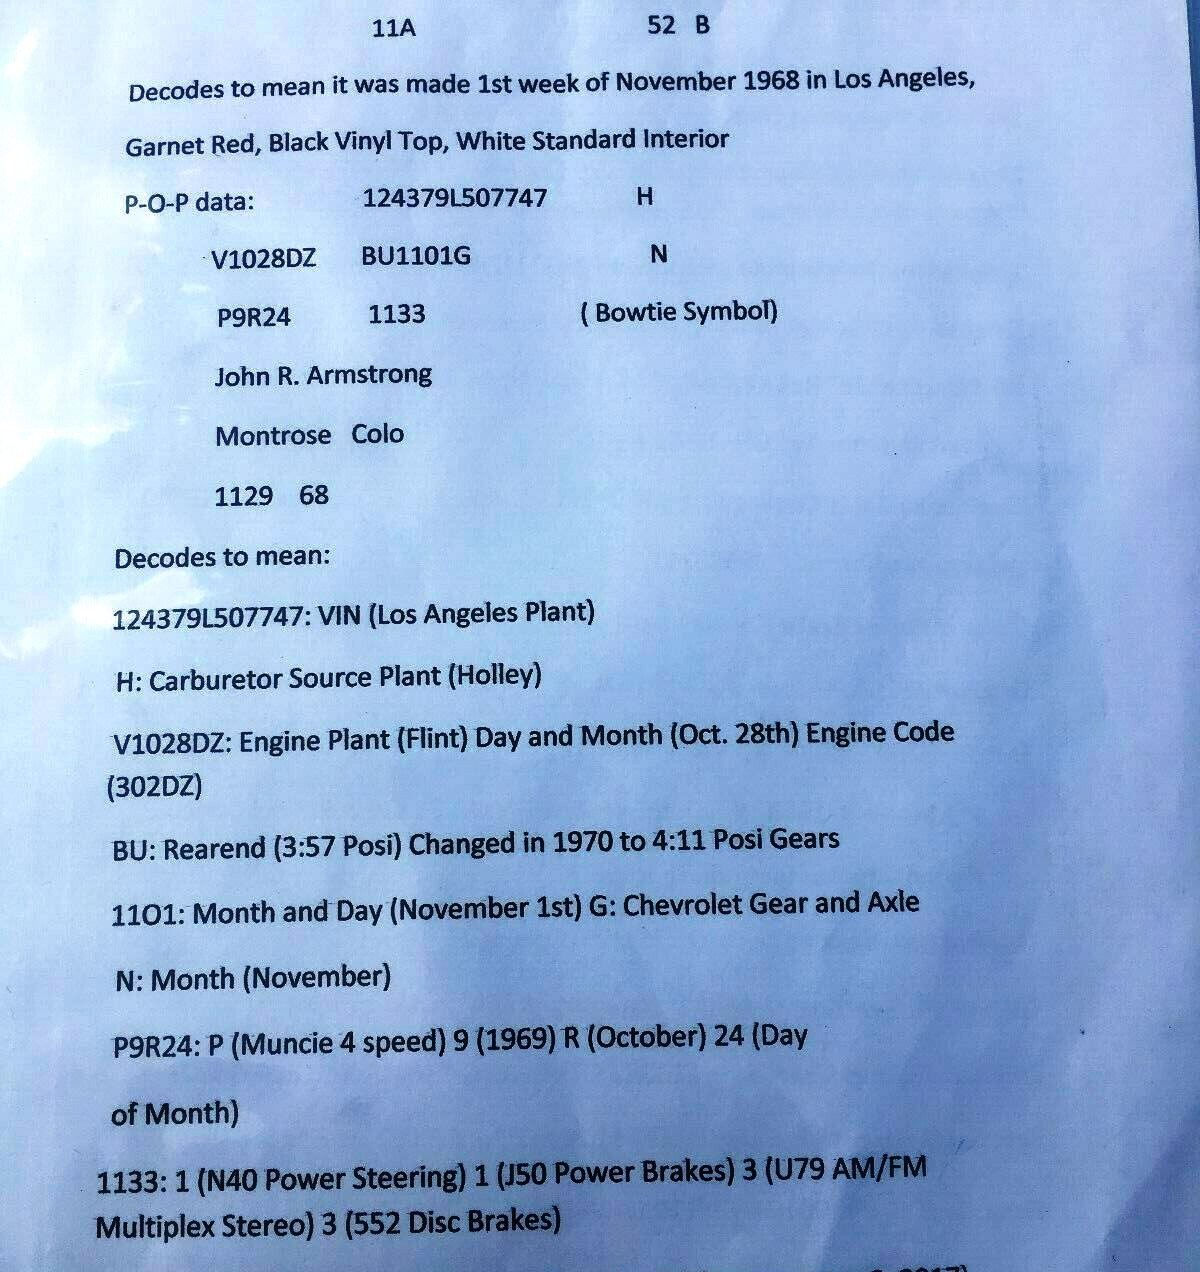 11A 52 B
Decodes to mean it was made 1st week of November 1968 in Los Angeles,
Garnet Red, Black Vinyl Top, White Standard Interior
P-O-P data: 124379L507747 H
V1028DZ BU1101G N
P9R24 1133 ( Bowtie Symbol)
John R. Armstrong
Montrose Colo
1129 68
Decodes to mean:
124379L507747: VIN (Los Angeles Plant)
H: Carburetor Source Plant (Holley)
V1028DZ: Engine Plant (Flint) Day and Month (Oct. 28th) Engine Code
(302DZ)
BU: Rearend (3:57 Posi) Changed in 1970 to 4:11 Posi Gears
11O1: Month and Day (November 1st) G: Chevrolet Gear and Axle
N: Month (November)
P9R24: P (Muncie 4 speed) 9 (1969) R (October) 24 (Day
of Month)
1133: 1 (N40 Power Steering) 1 (J50 Power Brakes) 3 (U79 AM/FM
Multiplex Stereo) 3 (552 Disc Brakes)